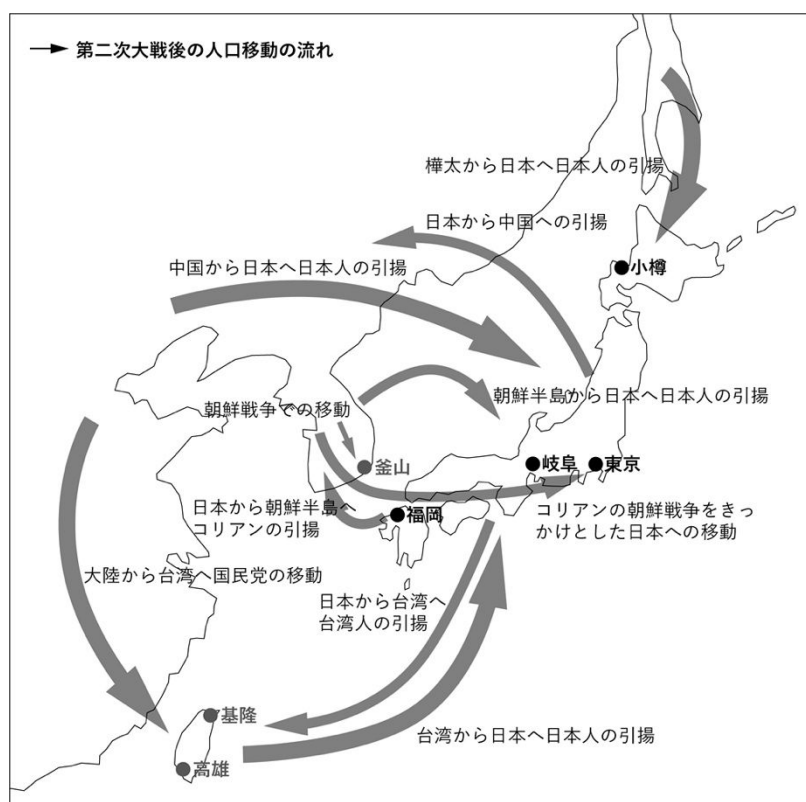 第二次大戦後の人口移動の流れ
樺太から日本へ日本人の引揚
日本から中国への引揚
中国から日本へ日本人の引揚
小樽
朝鮮半島から日本へ日本人の引揚
朝鮮戦争での移動
釜山
岐阜
東京
日本から朝鮮半島へ
コリアンの引揚
福岡
コリアンの朝鮮戦争をきっ
かけとした日本への移動
大陸から台湾へ国民党の移動
日本から台湾へ
台湾人の引揚
基隆
台湾から日本へ日本人の引揚
高雄